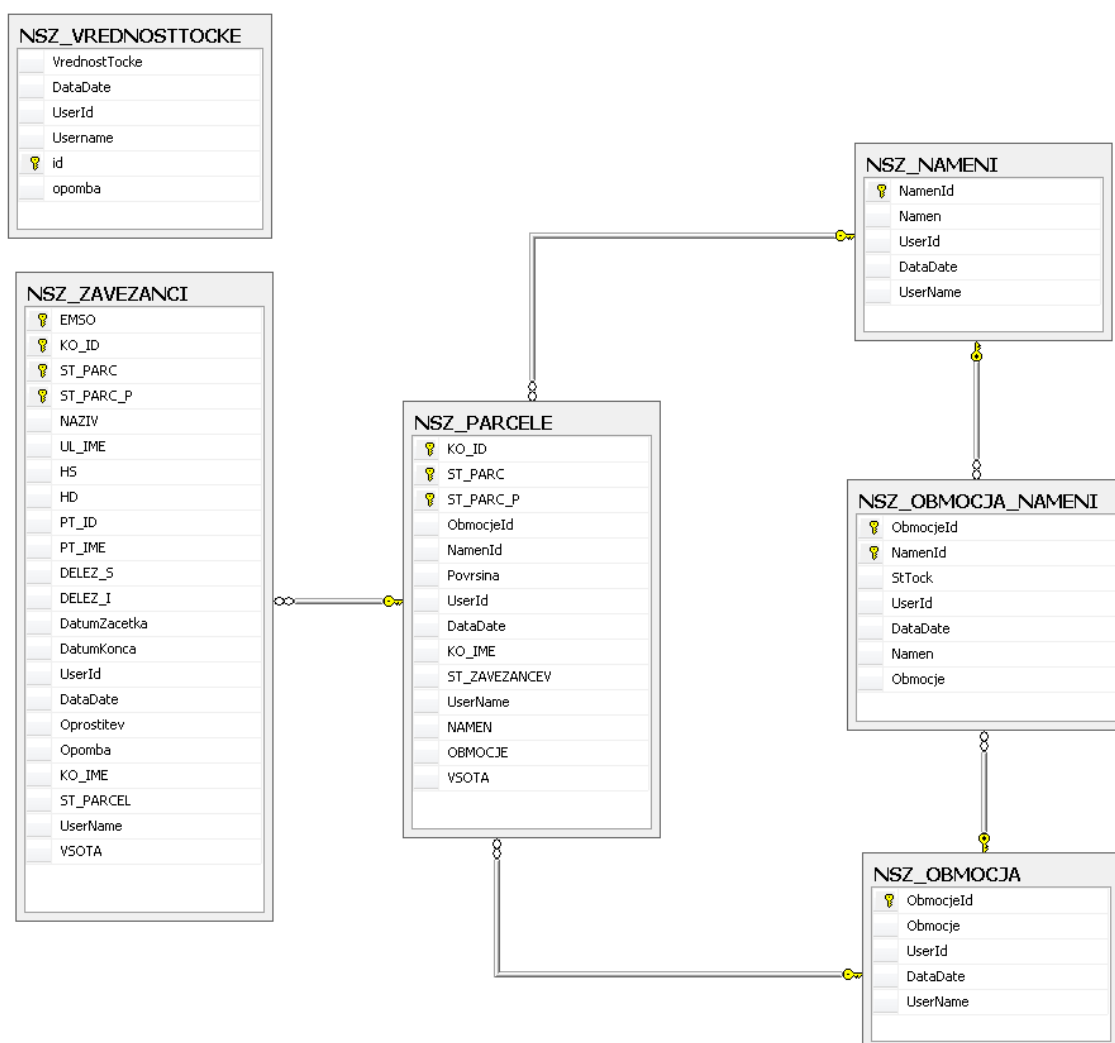 NSZ_VREDNOSTTOCKE
VrednostTocke
DataDate
UserId
Username
id
opomba
NSZ_ZAVEZANCI
EMSO
KO_ID
ST_PARC
ST_PARC_P
NAZIV
UL_IME
HS
HD
PT_ID
PT_IME
DELEZ_S
DELEZ_I
DatumZacetka
DatumKonca
UserId
DataDate
Oprostitev
Opomba
KO_IME
ST_PARCEL
UserName
VSOTA
NSZ_PARCELE
KO_ID
ST_PARC
ST_PARC_P
ObmocjeId
NamenId
Povrsina
UserId
DataDate
KO_IME
ST_ZAVEZANCEV
UserName
NAMEN
OBMOCJE
VSOTA
NSZ_NAMENI
NamenId
Namen
UserId
DataDate
UserName
NSZ_OBMOCJA_NAMENI
ObmocjeId
NamenId
StTock
UserId
DataDate
Namen
Obmocje
NSZ_OBMOCJA
ObmocjeId
Obmocje
UserId
DataDate
UserName